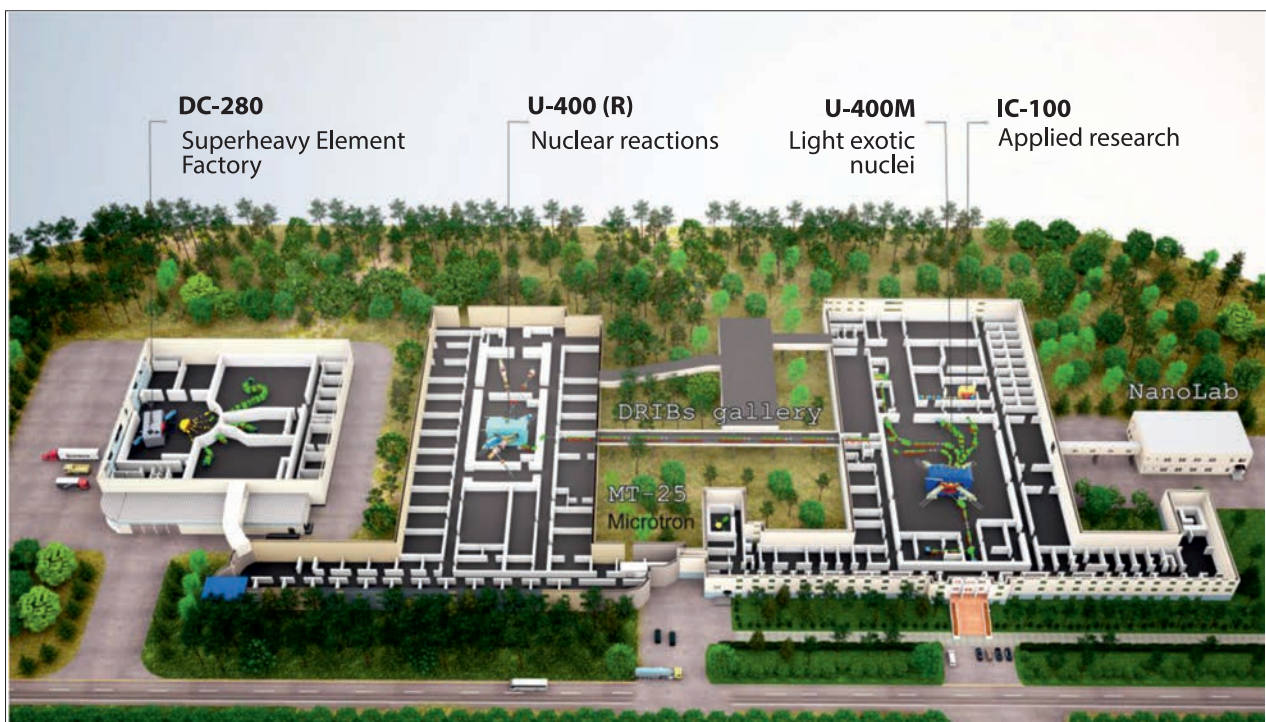 DC-280
Superheavy Element
Factory
U-400 (R)
Nuclear reactions
U-400M
Light exotic
nuclei
IC-100
Applied research
NanoLab
DRIBs gallery
MT-25
Microtron